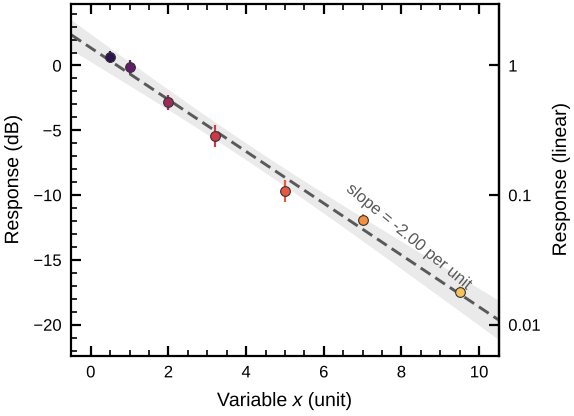 0
−5
−10
−15
−20
Response (dB)
1
0.1
0.01
Response (linear)
slope = -2.00 per unit
0 2 4 6 8 10
Variable x (unit)